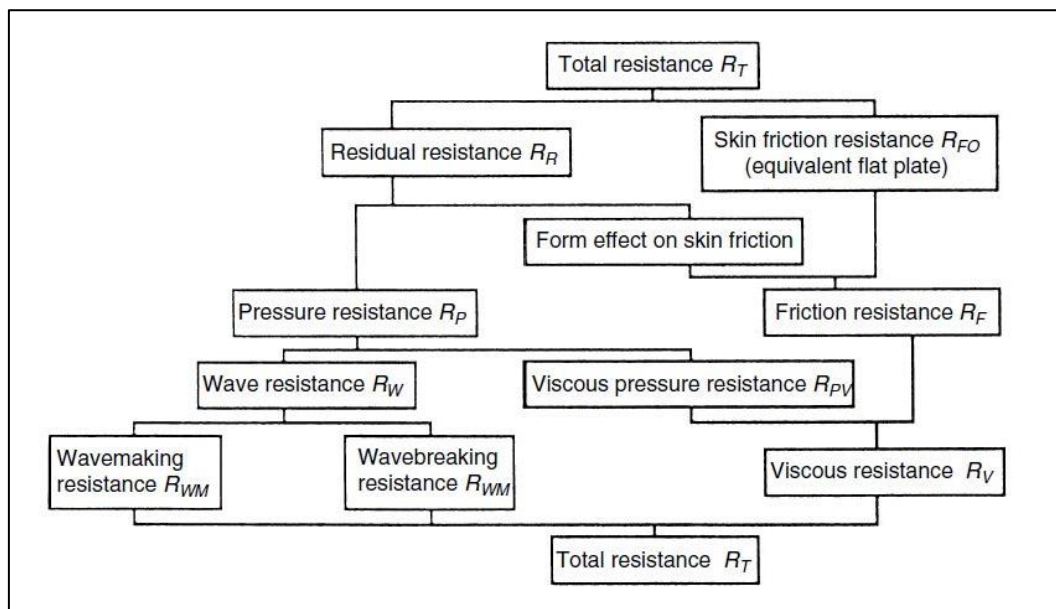 Total resistance R_T
Residual resistance R_R
Skin friction resistance R_FO
(equivalent flat plate)
Form effect on skin friction
Pressure resistance R_P
Friction resistance R_F
Wave resistance R_W
Viscous pressure resistance R_PV
Wavemaking
resistance R_WM
Wavebreaking
resistance R_WM
Viscous resistance R_V
Total resistance R_T